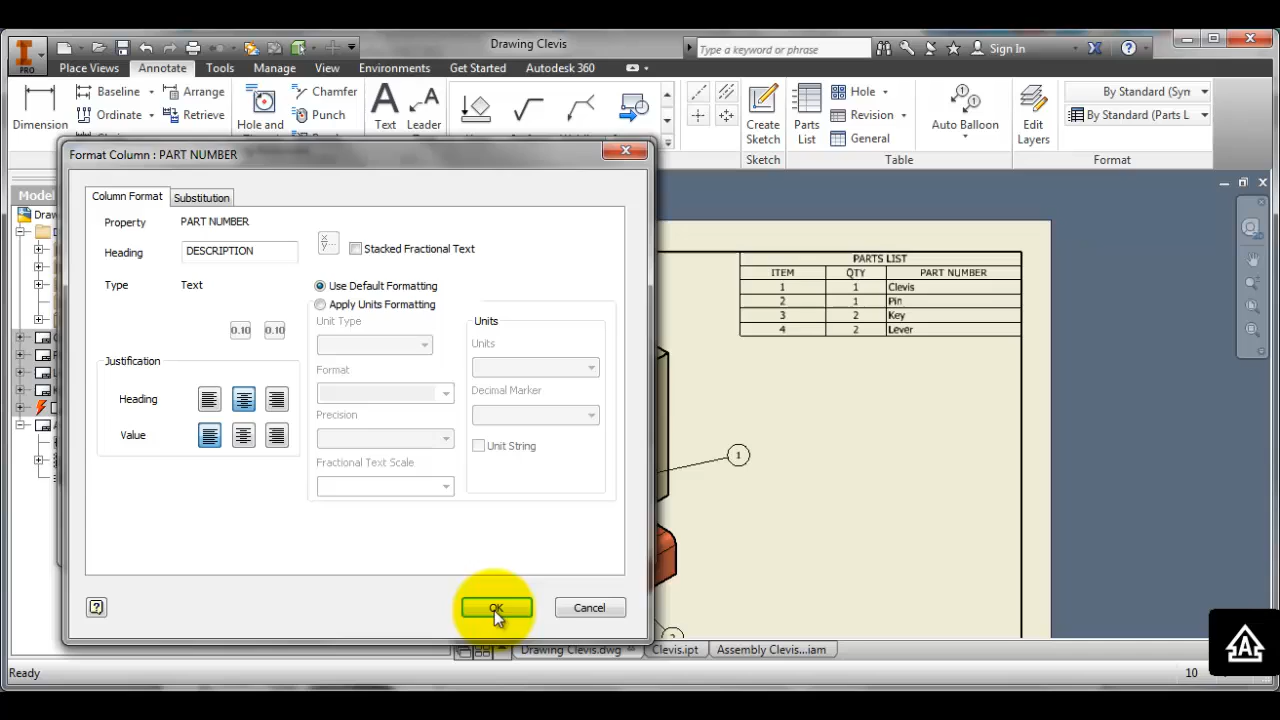 Drawing Clevis
Type a keyword or phrase
Sign In
PRO
Place Views
Annotate
Tools
Manage
View
Environments
Get Started
Autodesk 360
Baseline
Arrange
Chamfer
Hole
By Standard (Syn
Ordinate
Retrieve
Punch
Revision
By Standard (Parts L
Dimension
Hole and
Text
Leader
Create
Sketch
Parts
List
General
Auto Balloon
Edit
Layers
Sketch
Table
Format
Format Column : PART NUMBER
Model
Draw
Column Format
Substitution
Property
PART NUMBER
Heading
DESCRIPTION
Stacked Fractional Text
Type
Text
Use Default Formatting
Apply Units Formatting
Unit Type
Units
Units
0.10
0.10
Justification
Format
Decimal Marker
Heading
Precision
Value
Unit String
Fractional Text Scale
OK
Cancel
PARTS LIST
ITEM QTY PART NUMBER
1 1 Clevis
2 1 Pin
3 2 Key
4 2 Lever
1
Drawing Clevis.dwg
Clevis.ipt
Assembly Clevis...iam
Ready
10